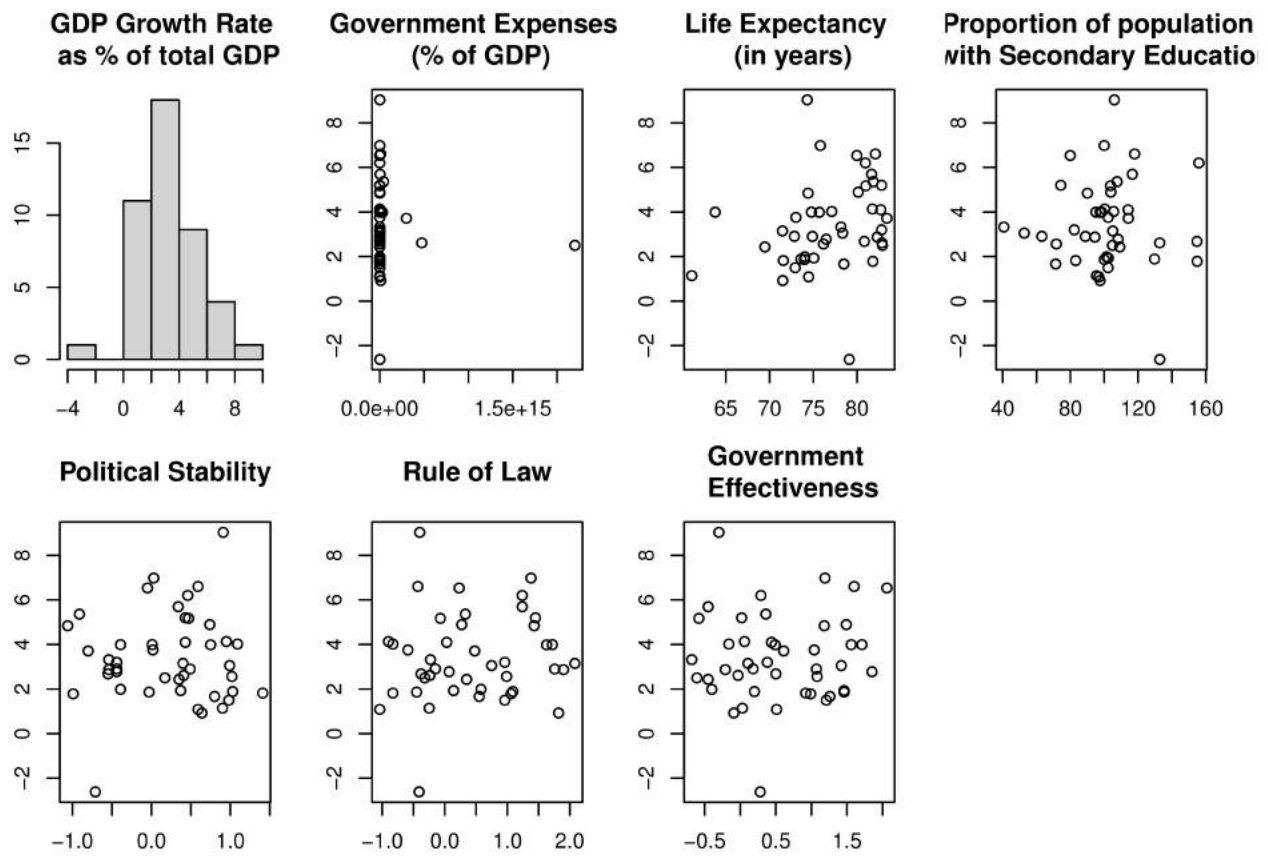 GDP Growth Rate
as % of total GDP
Government Expenses
(% of GDP)
Life Expectancy
(in years)
Proportion of population
with Secondary Educatio
15
10
5
0
−4 0 4 8
8
6
4
2
0
−2
0.0e+00 1.5e+15
8
6
4
2
0
−2
65 70 75 80
8
6
4
2
0
−2
40 80 120 160
Political Stability
Rule of Law
Government
Effectiveness
8
6
4
2
0
−2
−1.0 0.0 1.0
8
6
4
2
0
−2
−1.0 0.0 1.0 2.0
8
6
4
2
0
−2
−0.5 0.5 1.5